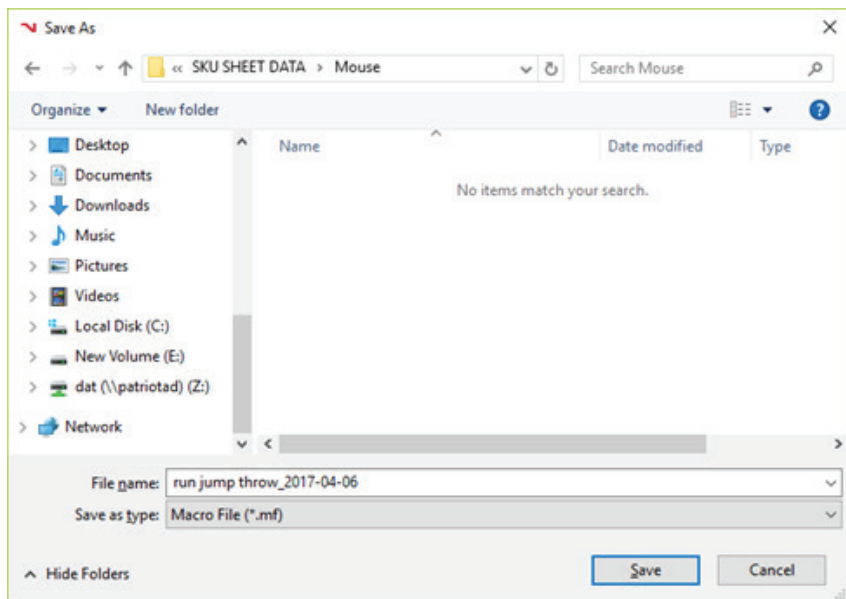 Save As
« SKU SHEET DATA > Mouse
Search Mouse
Organize
New folder
Name
Date modified
Type
No items match your search.
Desktop
Documents
Downloads
Music
Pictures
Videos
Local Disk (C:)
New Volume (E:)
dat (\\patriotad) (Z:)
Network
File name: run jump throw_2017-04-06
Save as type: Macro File (*.mf)
Hide Folders
Save
Cancel